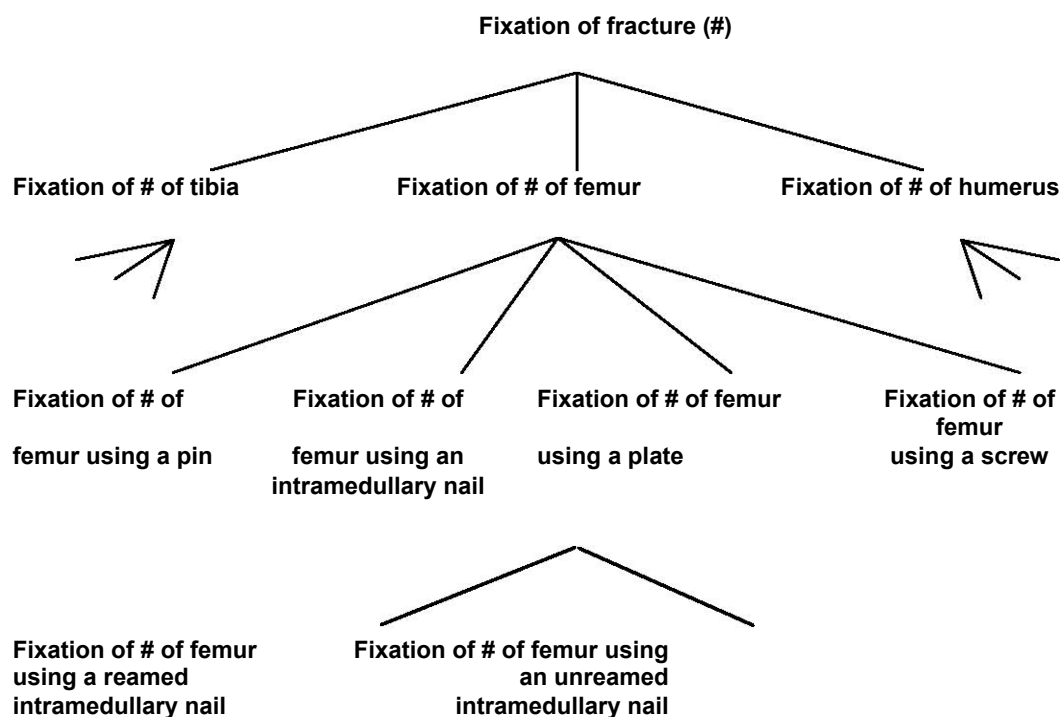 Fixation of fracture (#)
Fixation of # of tibia
Fixation of # of femur
Fixation of # of humerus
Fixation of # of
femur using a pin
Fixation of # of
femur using an
intramedullary nail
Fixation of # of femur
using a plate
Fixation of # of
femur
using a screw
Fixation of # of femur
using a reamed
intramedullary nail
Fixation of # of femur using
an unreamed
intramedullary nail